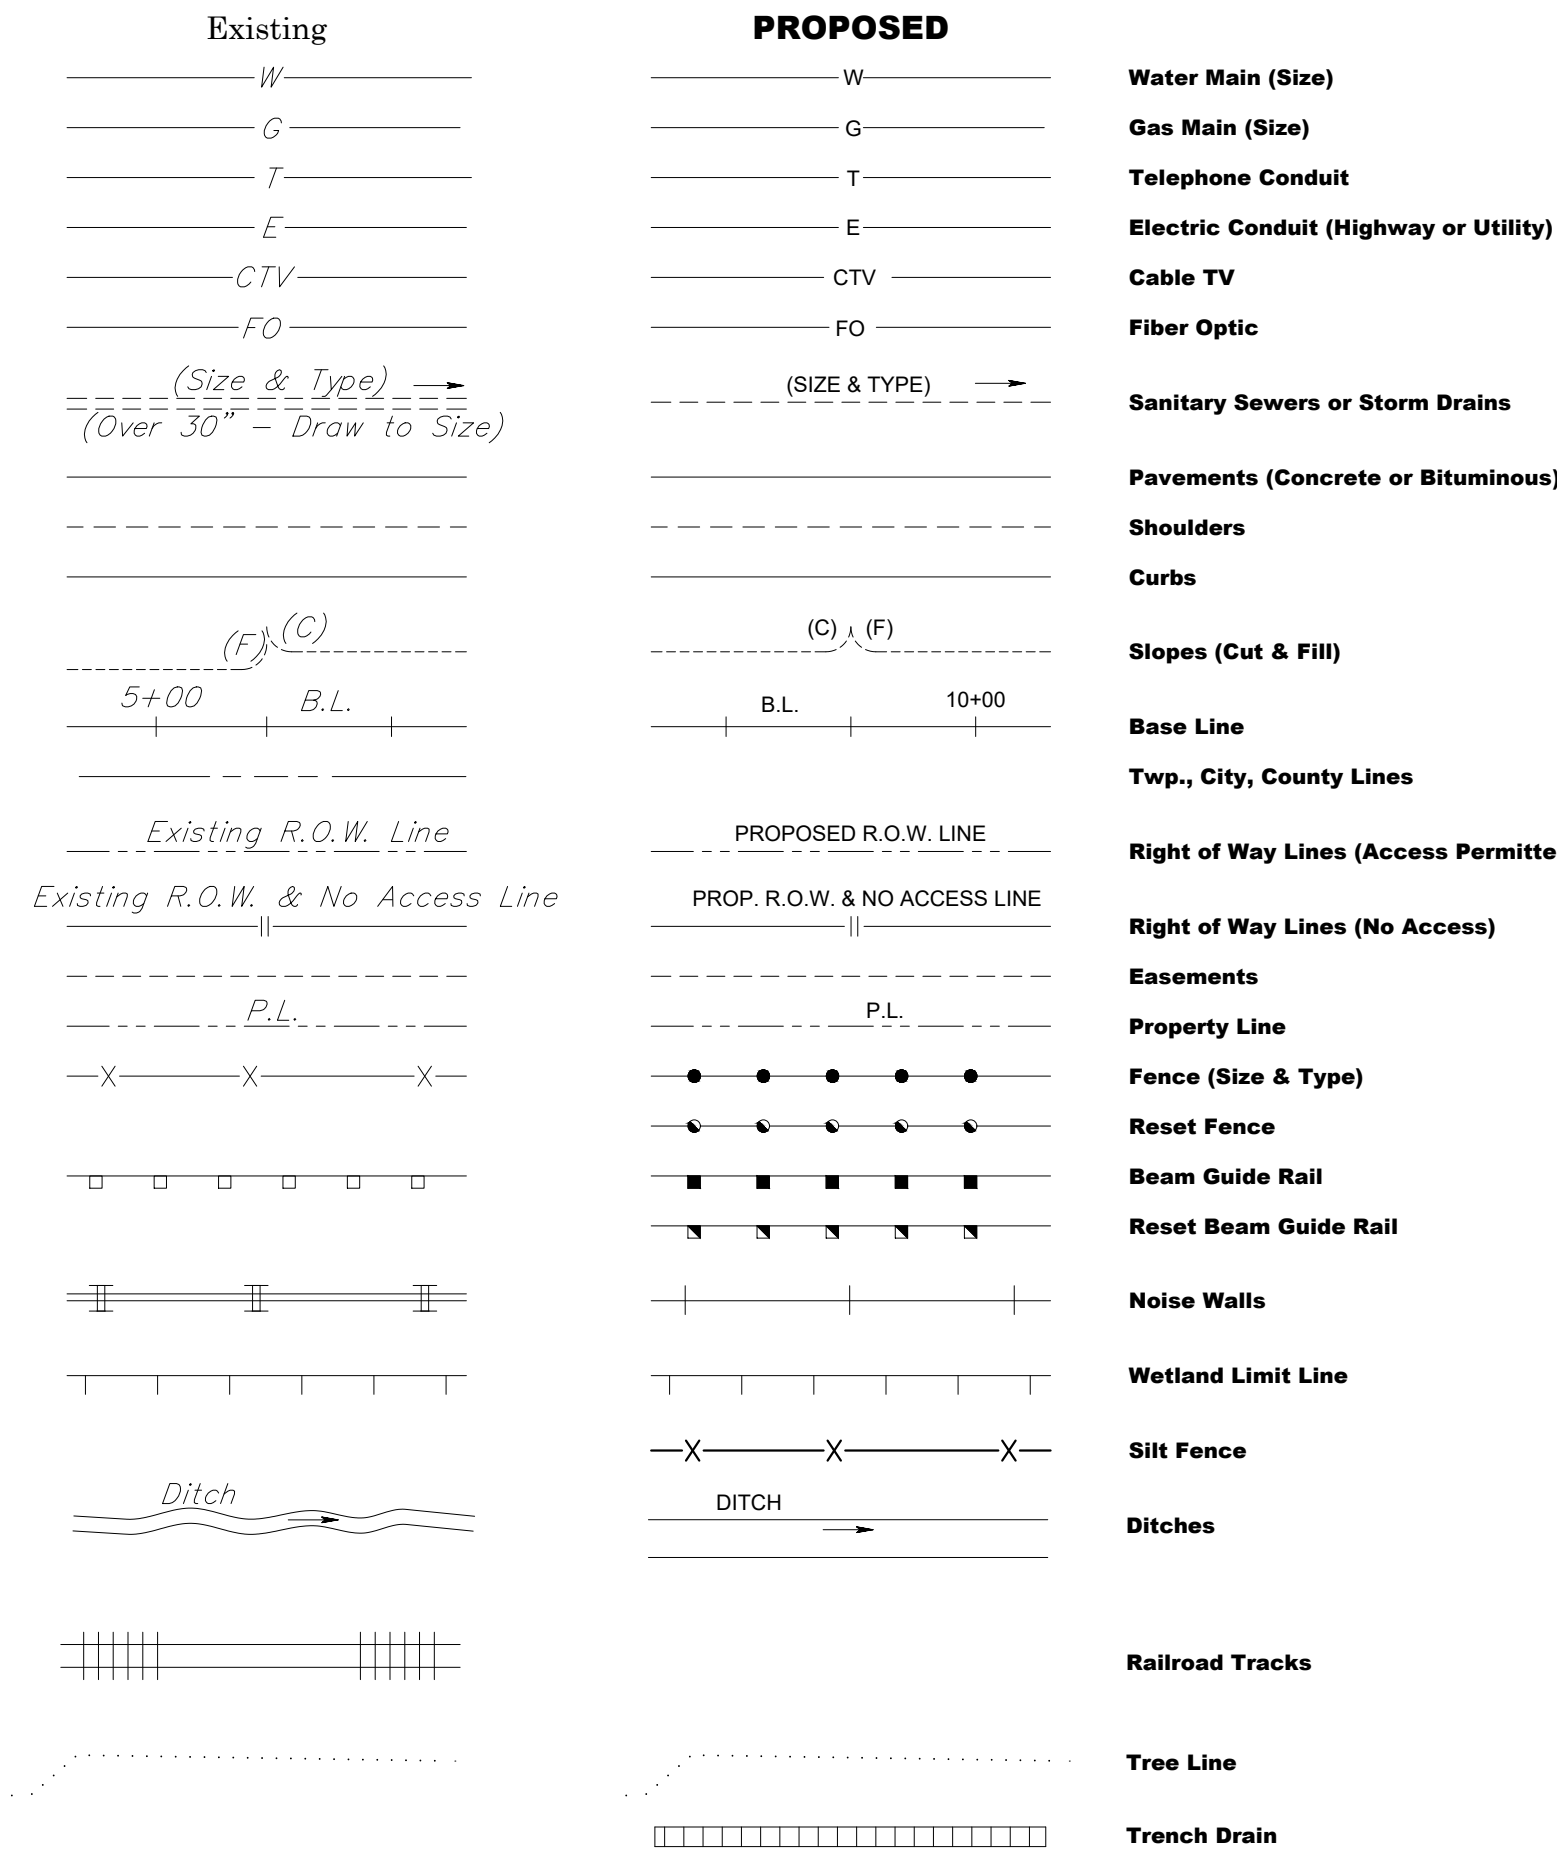 Existing PROPOSED
W W Water Main (Size)
G G Gas Main (Size)
T T Telephone Conduit
E E Electric Conduit (Highway or Utility)
CTV CTV Cable TV
FO FO Fiber Optic
(Size & Type) (SIZE & TYPE)
Sanitary Sewers or Storm Drains
(Over 30" – Draw to Size)
Pavements (Concrete or Bituminous)
Shoulders
Curbs
(F) (C) (C) (F)
Slopes (Cut & Fill)
5+00 B.L. B.L. 10+00
Base Line
Twp., City, County Lines
Existing R.O.W. Line PROPOSED R.O.W. LINE
Right of Way Lines (Access Permitte
Existing R.O.W. & No Access Line PROP. R.O.W. & NO ACCESS LINE
Right of Way Lines (No Access)
Easements
P.L. P.L.
Property Line
X X X Fence (Size & Type)
Reset Fence
Beam Guide Rail
Reset Beam Guide Rail
Noise Walls
Wetland Limit Line
X X X Silt Fence
Ditch DITCH
Ditches
Railroad Tracks
Tree Line
Trench Drain